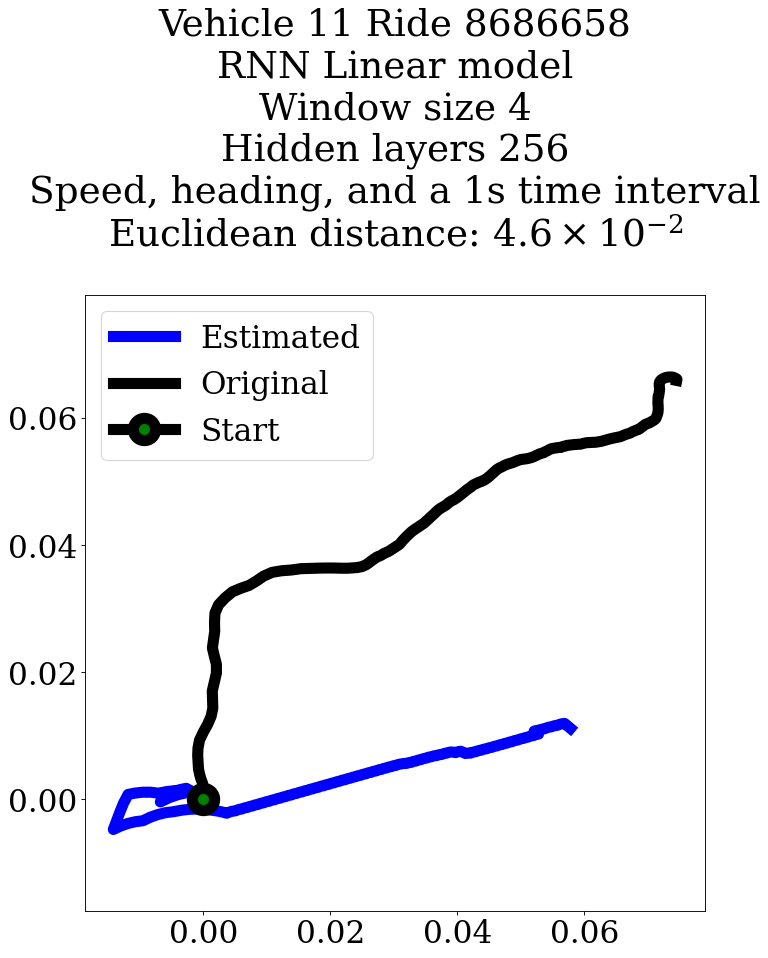 Vehicle 11 Ride 8686658
RNN Linear model
Window size 4
Hidden layers 256
Speed, heading, and a 1s time interval
Euclidean distance: 4.6 × 10⁻²
Estimated
Original
Start
0.06
0.04
0.02
0.00
0.00 0.02 0.04 0.06